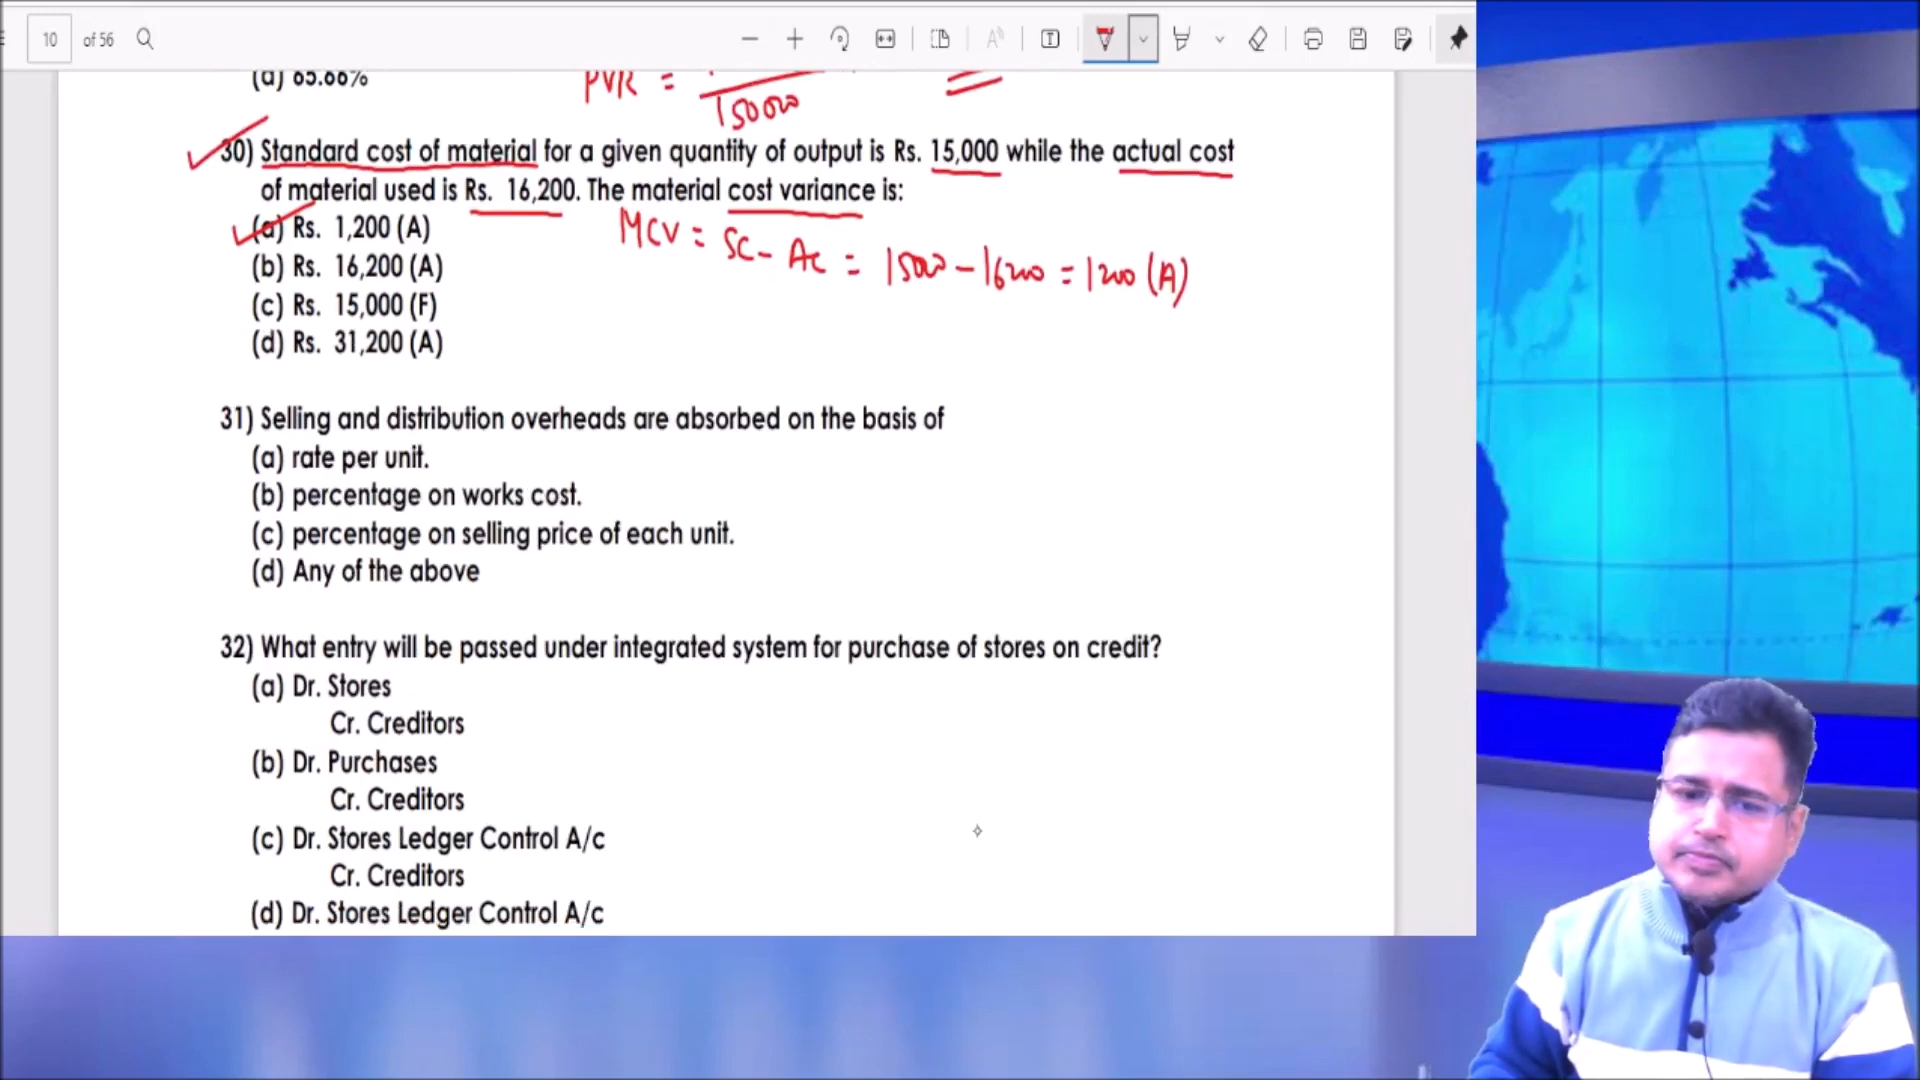 10 of 56
(d) 65.66%
PVR =
15000
30) Standard cost of material for a given quantity of output is Rs. 15,000 while the actual cost
of material used is Rs. 16,200. The material cost variance is:
(a) Rs. 1,200 (A)
MCV = SC - AC = 15000 - 16200 = 1200 (A)
(b) Rs. 16,200 (A)
(c) Rs. 15,000 (F)
(d) Rs. 31,200 (A)
31) Selling and distribution overheads are absorbed on the basis of
(a) rate per unit.
(b) percentage on works cost.
(c) percentage on selling price of each unit.
(d) Any of the above
32) What entry will be passed under integrated system for purchase of stores on credit?
(a) Dr. Stores
Cr. Creditors
(b) Dr. Purchases
Cr. Creditors
(c) Dr. Stores Ledger Control A/c
Cr. Creditors
(d) Dr. Stores Ledger Control A/c